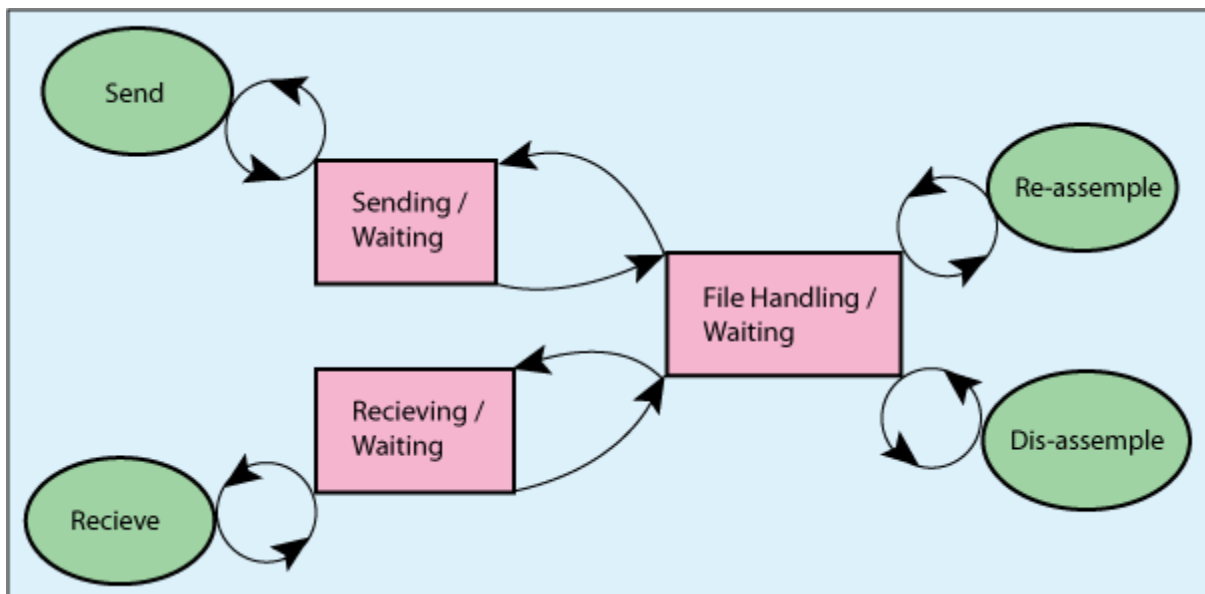 Send
Sending /
Waiting
Re-assemple
File Handling /
Waiting
Recieving /
Waiting
Dis-assemple
Recieve